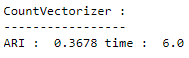 CountVectorizer :
-----------------
ARI :  0.3678 time :  6.0